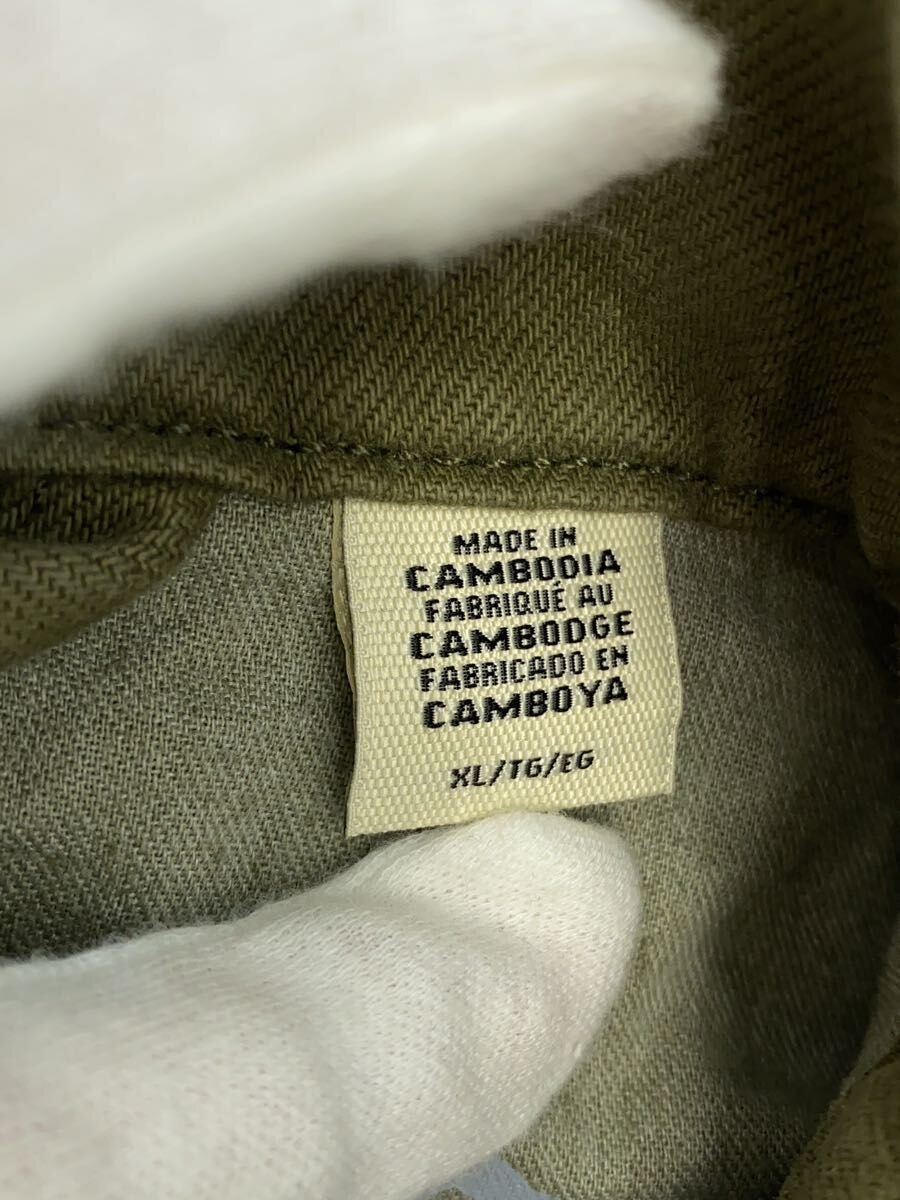 MADE IN
CAMBODIA
FABRIQUÉ AU
CAMBODGE
FABRICADO EN
CAMBOYA
XL/TG/EG